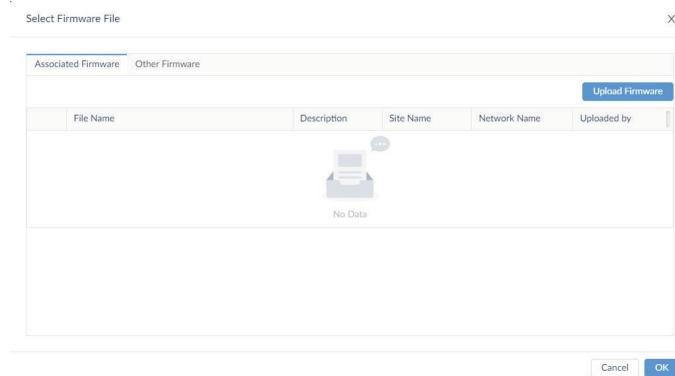 Select Firmware File X
Associated Firmware Other Firmware
Upload Firmware
File Name Description Site Name Network Name Uploaded by
No Data
Cancel OK